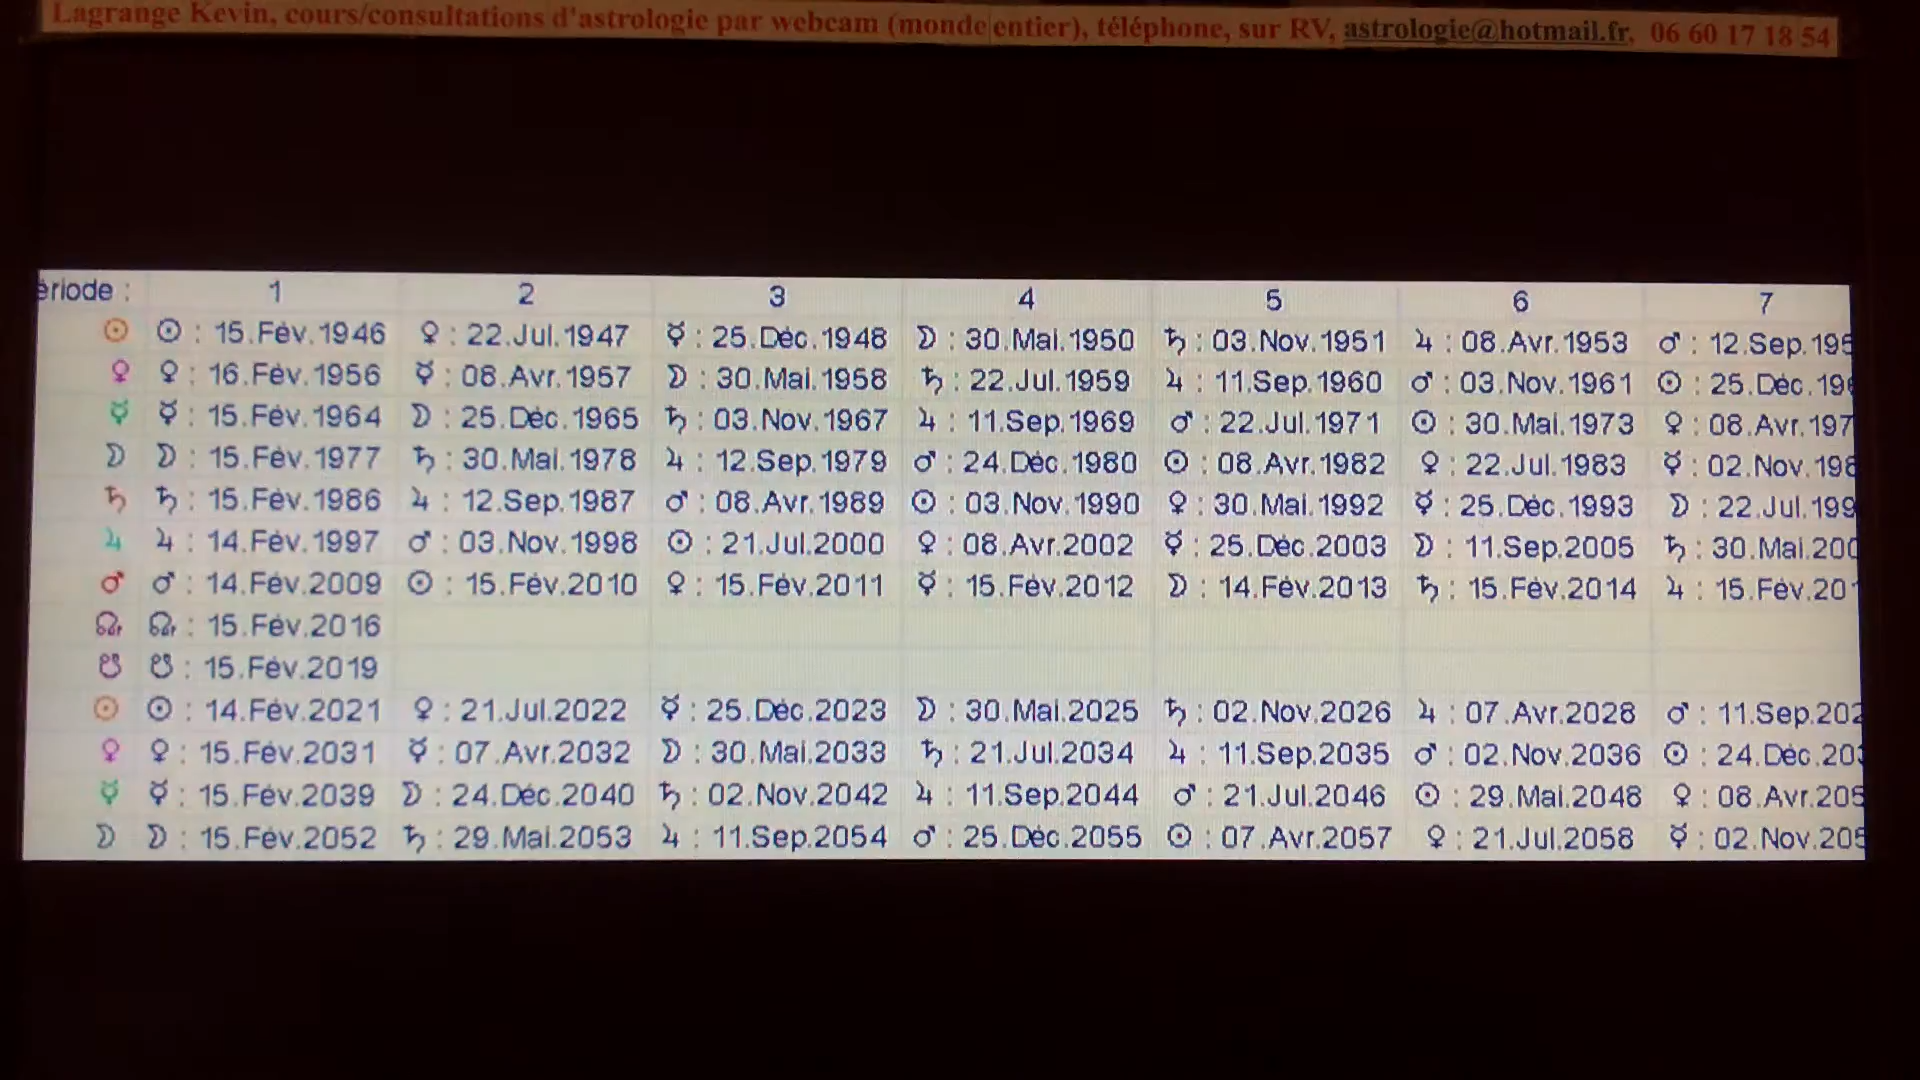 Lagrange Kevin, cours/consultations d'astrologie par webcam (monde entier), téléphone, sur RV, astrologie@hotmail.fr, 06 60 17 18 54
ériode : 1 2 3 4 5 6 7
☉ ☉ : 15.Fév.1946 ♀ : 22.Jul.1947 ☿ : 25.Déc.1948 ☽ : 30.Mai.1950 ♄ : 03.Nov.1951 ♃ : 08.Avr.1953 ♂ : 12.Sep.195
♀ ♀ : 16.Fév.1956 ☿ : 08.Avr.1957 ☽ : 30.Mai.1958 ♄ : 22.Jul.1959 ♃ : 11.Sep.1960 ♂ : 03.Nov.1961 ☉ : 25.Déc.196
☿ ☿ : 15.Fév.1964 ☽ : 25.Déc.1965 ♄ : 03.Nov.1967 ♃ : 11.Sep.1969 ♂ : 22.Jul.1971 ☉ : 30.Mai.1973 ♀ : 08.Avr.197
☽ ☽ : 15.Fév.1977 ♄ : 30.Mai.1978 ♃ : 12.Sep.1979 ♂ : 24.Déc.1980 ☉ : 08.Avr.1982 ♀ : 22.Jul.1983 ☿ : 02.Nov.198
♄ ♄ : 15.Fév.1986 ♃ : 12.Sep.1987 ♂ : 08.Avr.1989 ☉ : 03.Nov.1990 ♀ : 30.Mai.1992 ☿ : 25.Déc.1993 ☽ : 22.Jul.199
♃ ♃ : 14.Fév.1997 ♂ : 03.Nov.1998 ☉ : 21.Jul.2000 ♀ : 08.Avr.2002 ☿ : 25.Déc.2003 ☽ : 11.Sep.2005 ♄ : 30.Mai.200
♂ ♂ : 14.Fév.2009 ☉ : 15.Fév.2010 ♀ : 15.Fév.2011 ☿ : 15.Fév.2012 ☽ : 14.Fév.2013 ♄ : 15.Fév.2014 ♃ : 15.Fév.201
☊ ☊ : 15.Fév.2016
☋ ☋ : 15.Fév.2019
☉ ☉ : 14.Fév.2021 ♀ : 21.Jul.2022 ☿ : 25.Déc.2023 ☽ : 30.Mai.2025 ♄ : 02.Nov.2026 ♃ : 07.Avr.2028 ♂ : 11.Sep.202
♀ ♀ : 15.Fév.2031 ☿ : 07.Avr.2032 ☽ : 30.Mai.2033 ♄ : 21.Jul.2034 ♃ : 11.Sep.2035 ♂ : 02.Nov.2036 ☉ : 24.Déc.203
☿ ☿ : 15.Fév.2039 ☽ : 24.Déc.2040 ♄ : 02.Nov.2042 ♃ : 11.Sep.2044 ♂ : 21.Jul.2046 ☉ : 29.Mai.2048 ♀ : 08.Avr.205
☽ ☽ : 15.Fév.2052 ♄ : 29.Mai.2053 ♃ : 11.Sep.2054 ♂ : 25.Déc.2055 ☉ : 07.Avr.2057 ♀ : 21.Jul.2058 ☿ : 02.Nov.205